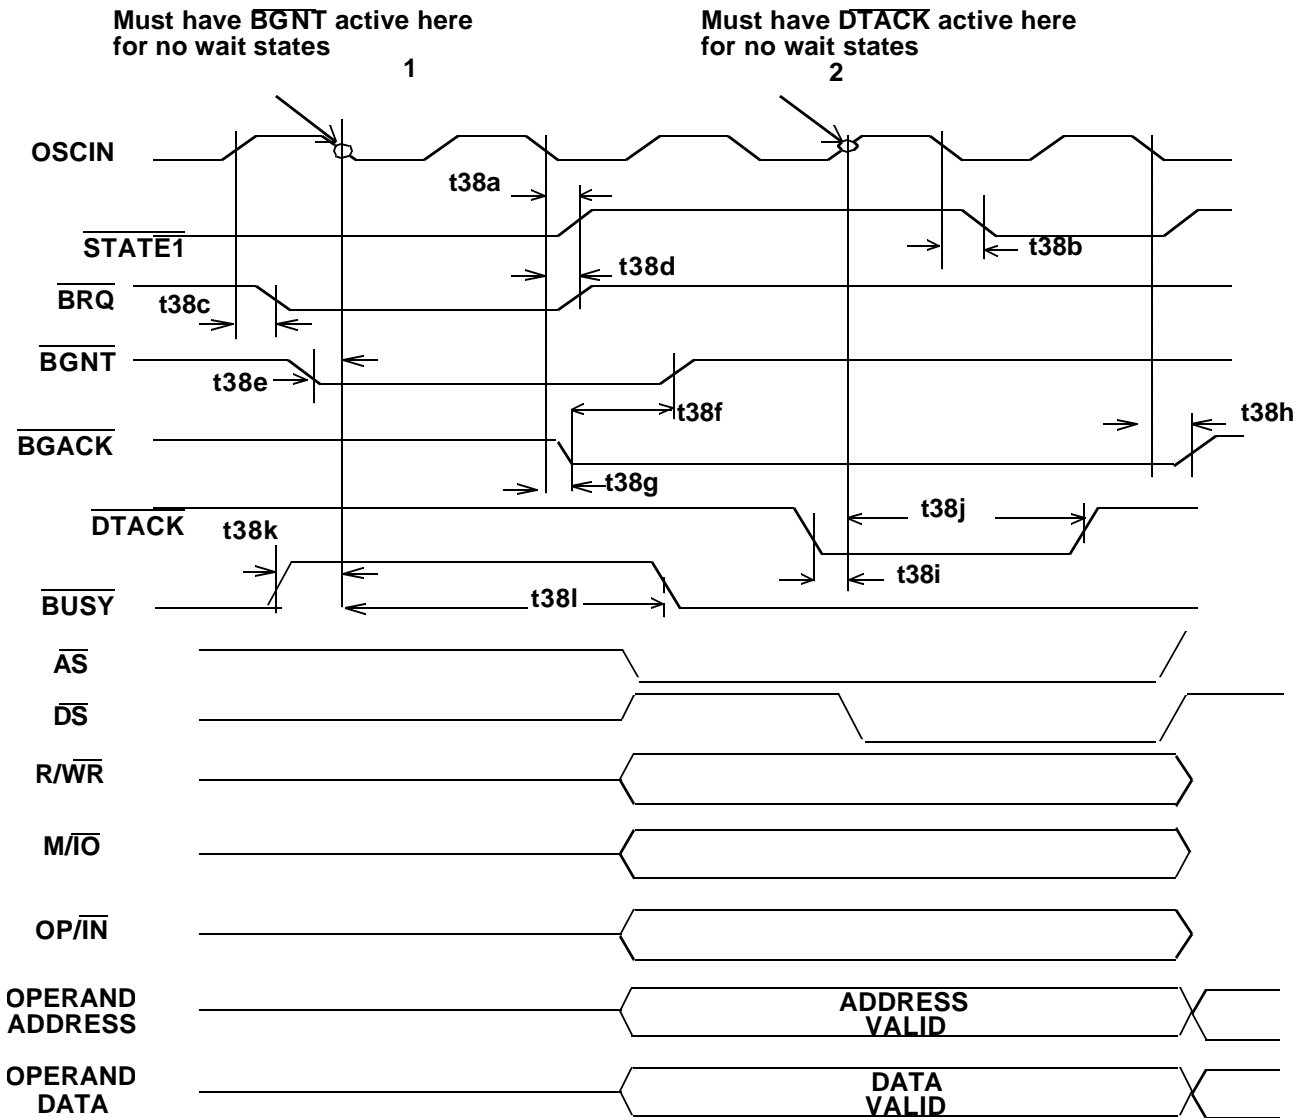 Must have BGNT active here
for no wait states
1
Must have DTACK active here
for no wait states
2
OSCIN
t38a
STATE1
t38b
t38d
BRQ
t38c
BGNT
t38e
t38f
t38h
BGACK
t38g
DTACK
t38j
t38k
t38i
BUSY
t38l
AS
DS
R/WR
M/IO
OP/IN
OPERAND
ADDRESS
ADDRESS
VALID
OPERAND
DATA
DATA
VALID